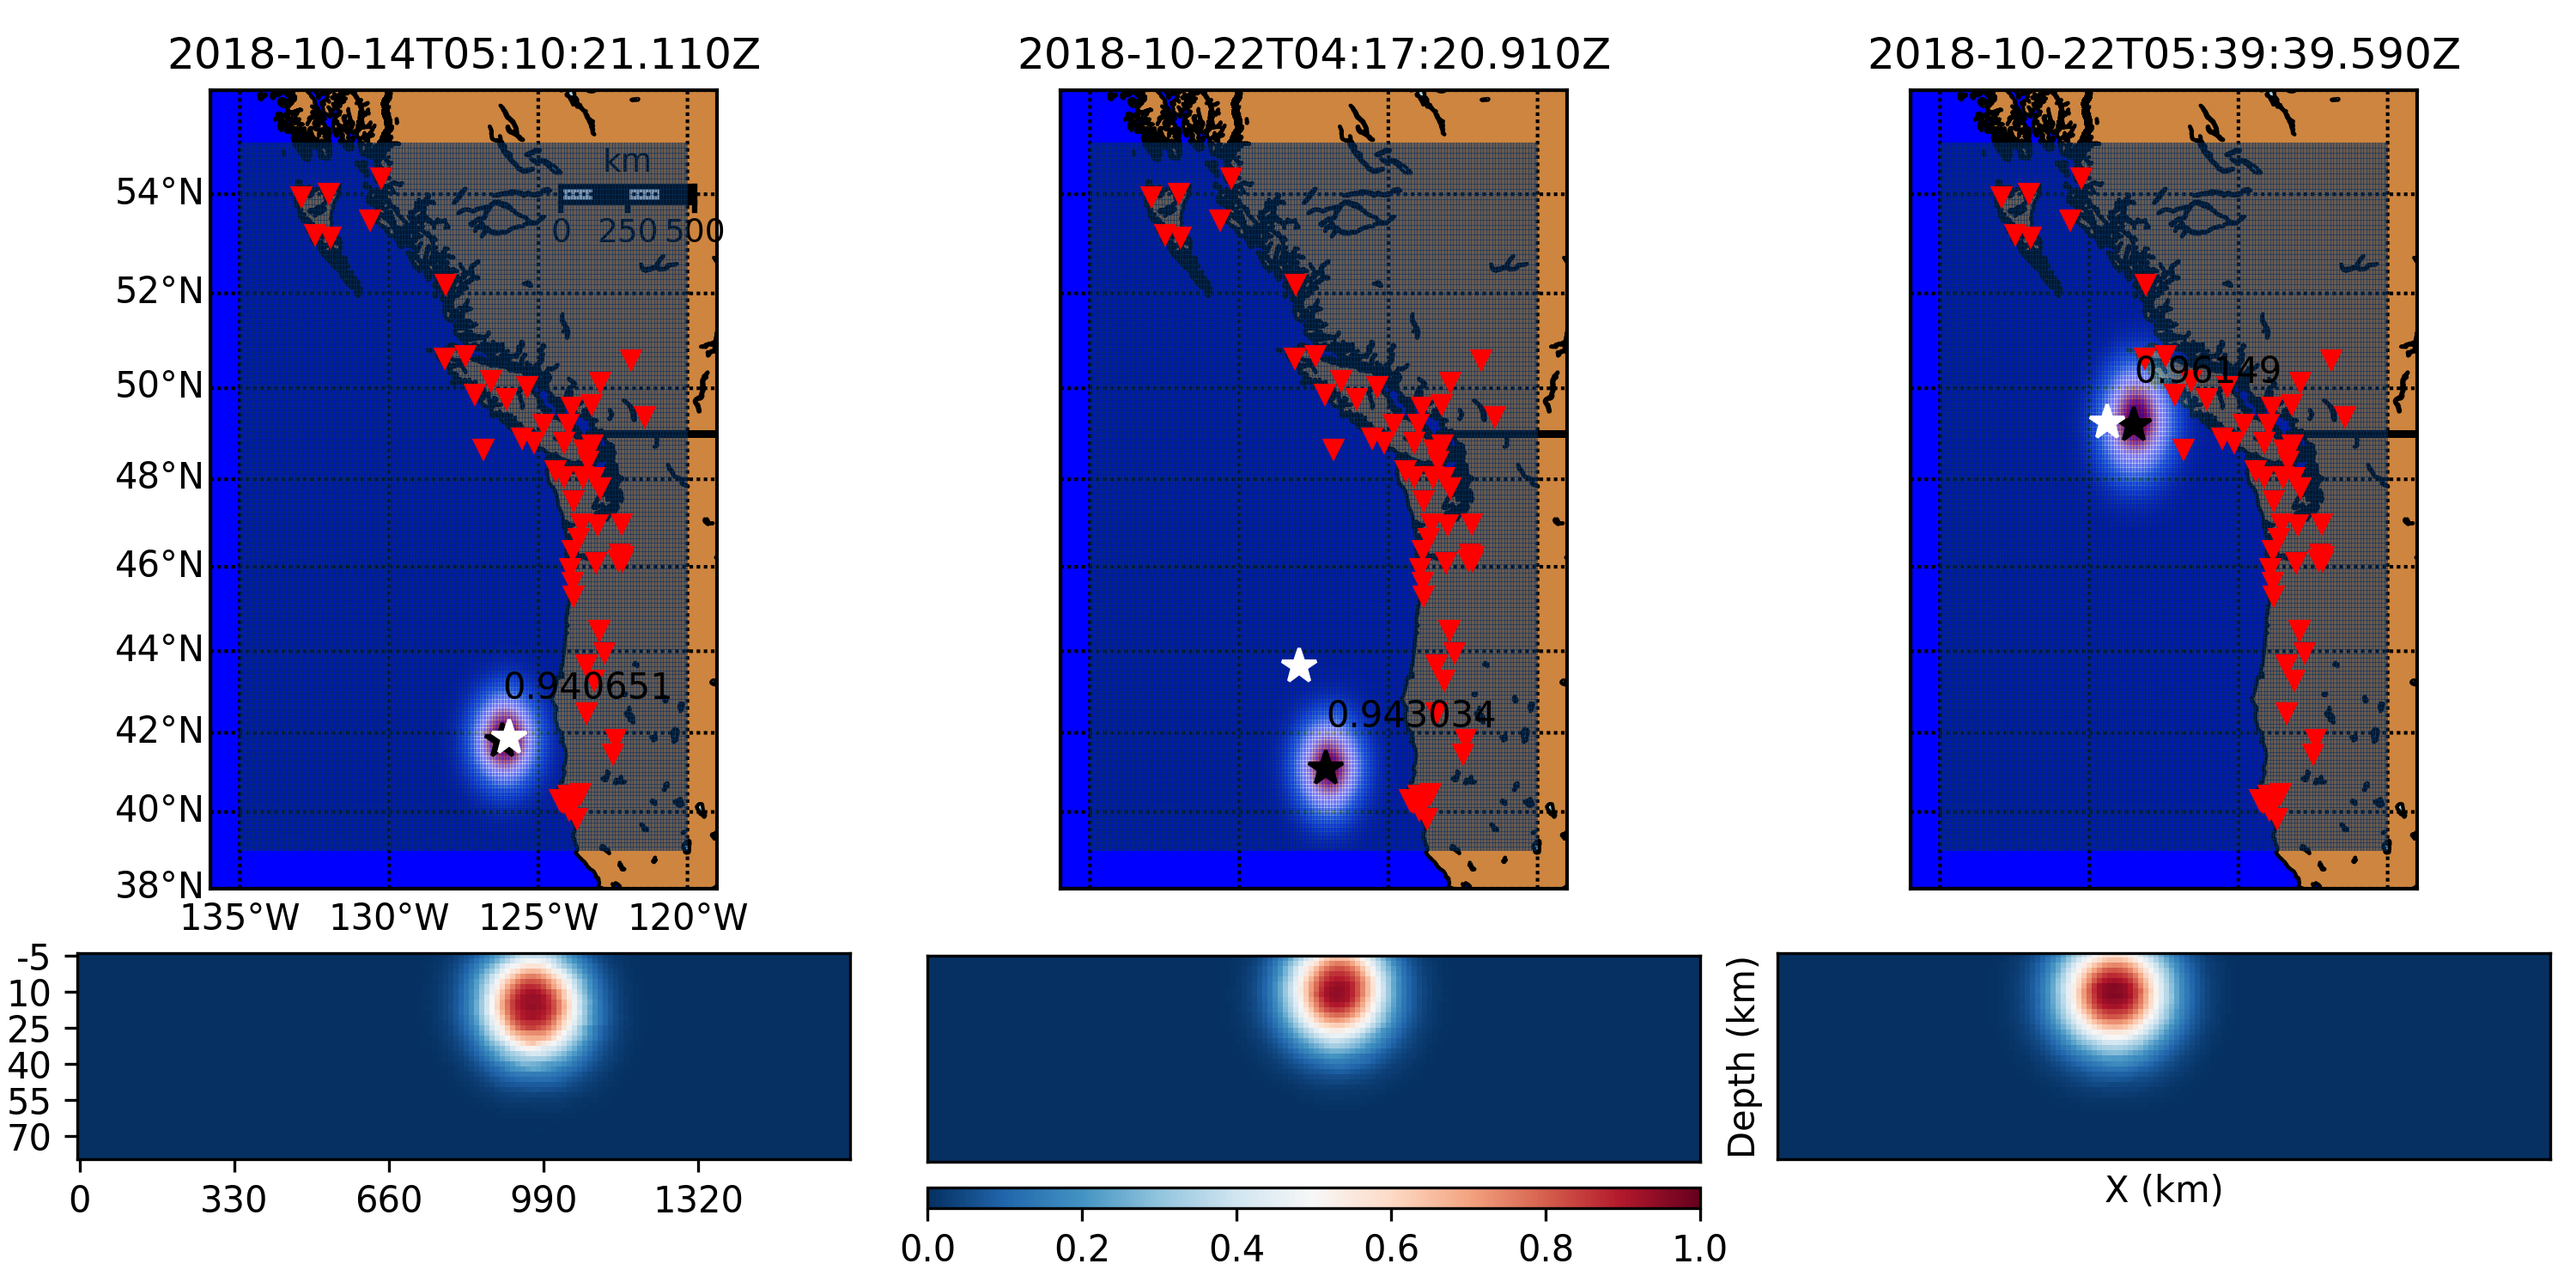 2018-10-14T05:10:21.110Z
2018-10-22T04:17:20.910Z
2018-10-22T05:39:39.590Z
km
0 250 500
54°N
52°N
50°N
48°N
46°N
44°N
42°N
40°N
38°N
135°W 130°W 125°W 120°W
0.940651
0.943034
0.96149
-5
10
25
40
55
70
0 330 660 990 1320
0.0 0.2 0.4 0.6 0.8 1.0
Depth (km)
X (km)